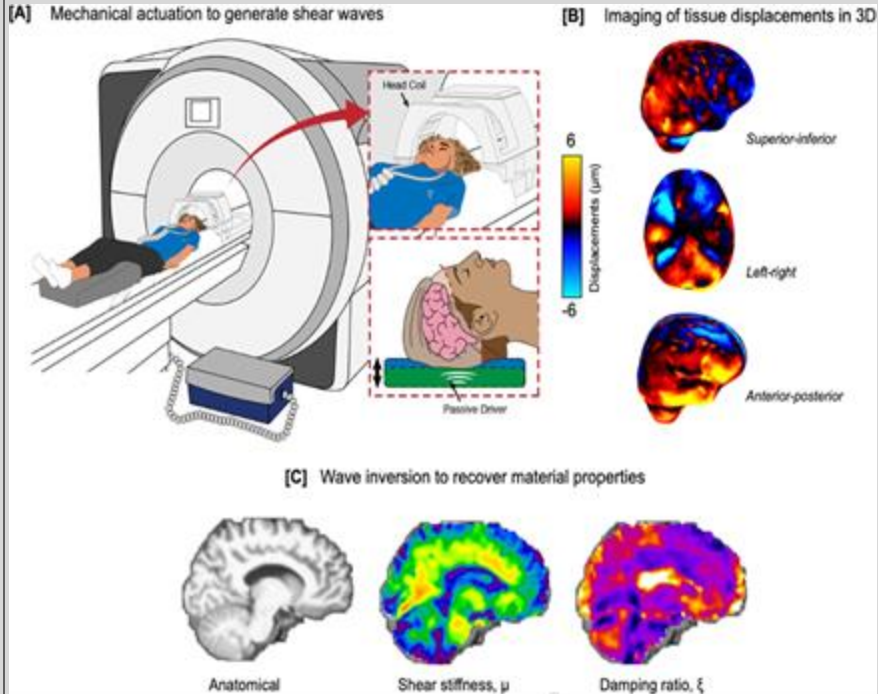 [A] Mechanical actuation to generate shear waves
Head Coil
Passive Driver
[B] Imaging of tissue displacements in 3D
6
Displacements (μm)
-6
Superior-inferior
Left-right
Anterior-posterior
[C] Wave inversion to recover material properties
Anatomical
Shear stiffness, μ
Damping ratio, ξ